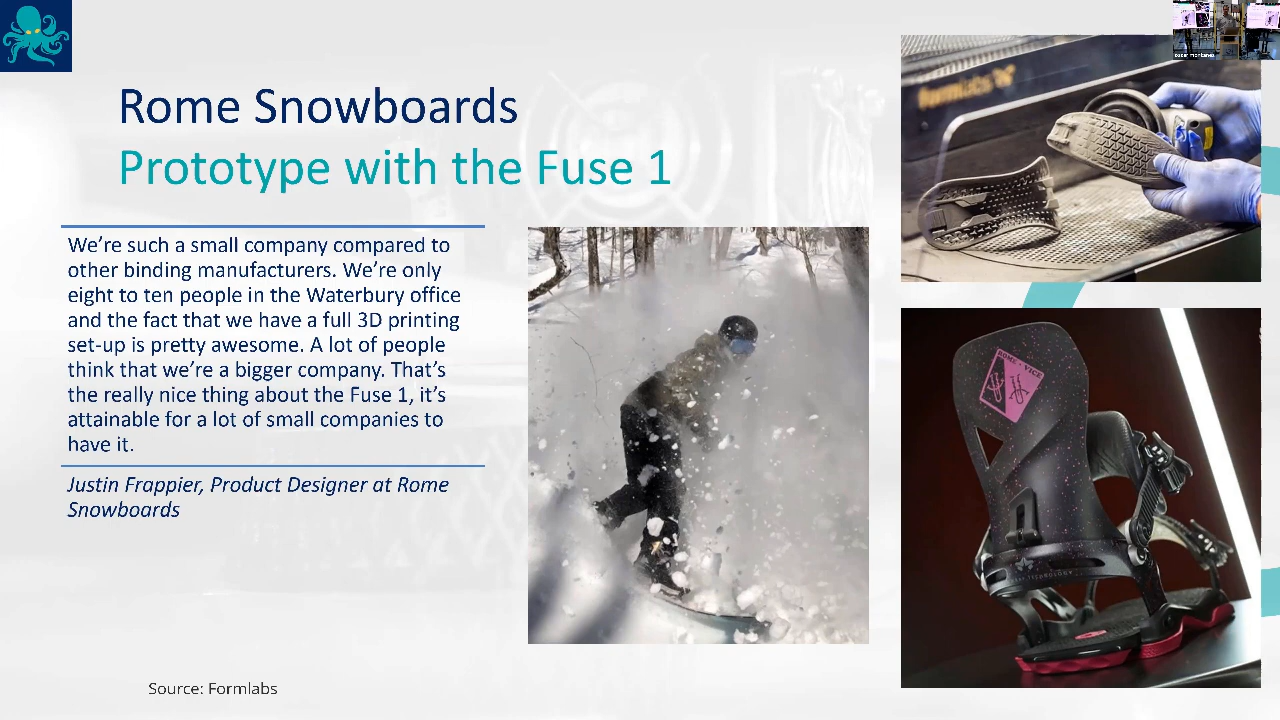 Rome Snowboards
Prototype with the Fuse 1
We’re such a small company compared to
other binding manufacturers. We’re only
eight to ten people in the Waterbury office
and the fact that we have a full 3D printing
set-up is pretty awesome. A lot of people
think that we’re a bigger company. That’s
the really nice thing about the Fuse 1, it’s
attainable for a lot of small companies to
have it.
Justin Frappier, Product Designer at Rome
Snowboards
Source: Formlabs
formlabs